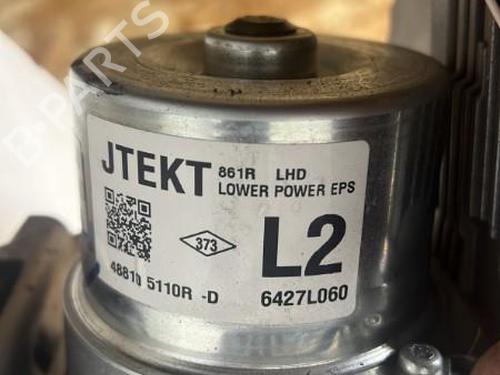 B-PARTS
JTEKT
861R LHD
LOWER POWER EPS
373
L2
48810 5110R -D
6427L060